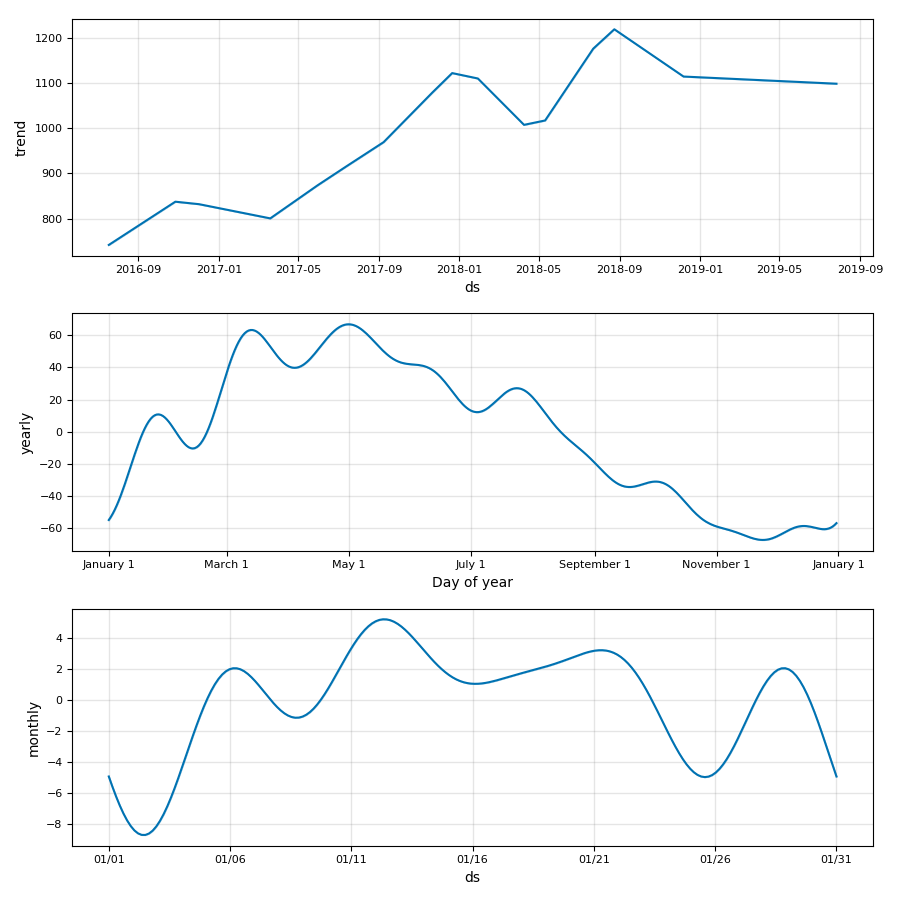 1200
1100
1000
900
800
trend
2016-09 2017-01 2017-05 2017-09 2018-01 2018-05 2018-09 2019-01 2019-05 2019-09
ds
60
40
20
0
−20
−40
−60
yearly
January 1 March 1 May 1 July 1 September 1 November 1 January 1
Day of year
4
2
0
−2
−4
−6
−8
monthly
01/01 01/06 01/11 01/16 01/21 01/26 01/31
ds